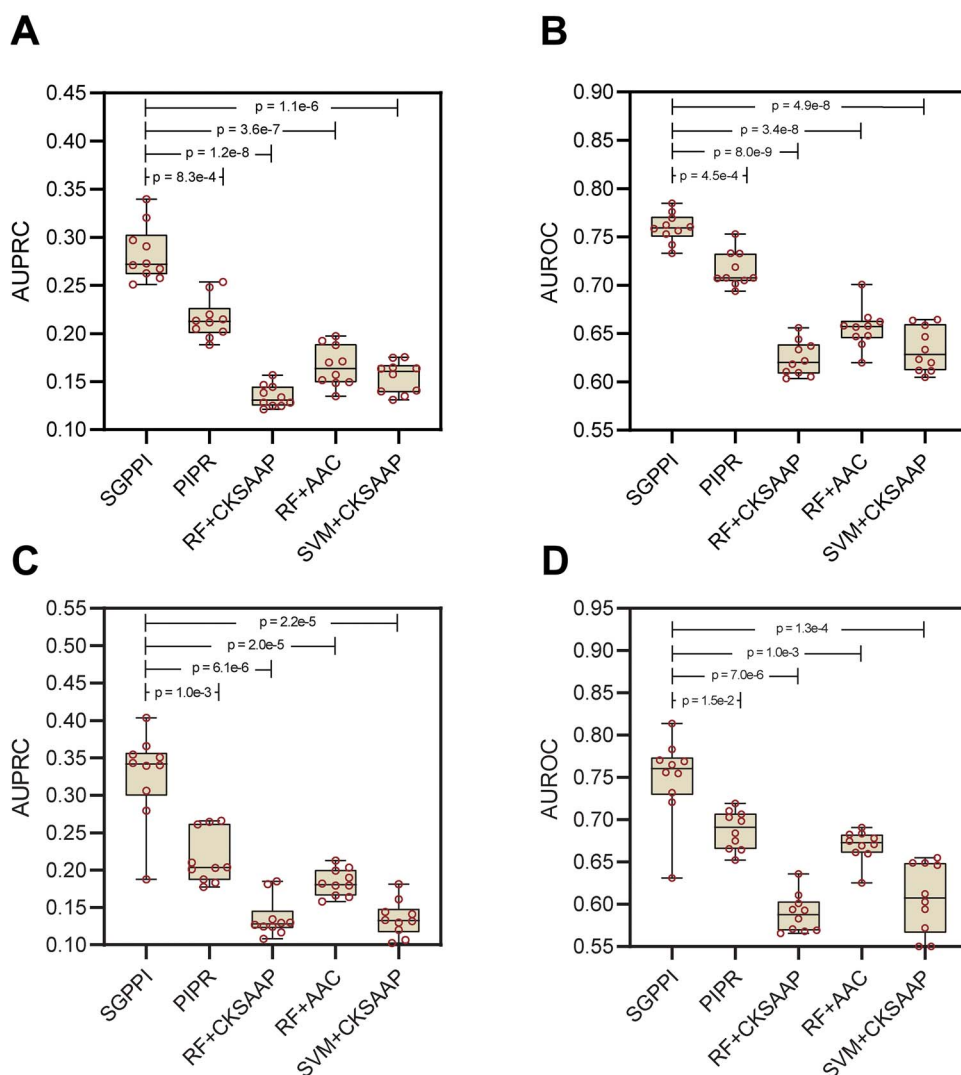 A
AUPRC
0.45
0.40
0.35
0.30
0.25
0.20
0.15
0.10
p = 1.1e-6
p = 3.6e-7
p = 1.2e-8
p = 8.3e-4
SGPPI
PIPR
RF+CKSAAP
RF+AAC
SVM+CKSAAP
B
AUROC
0.90
0.85
0.80
0.75
0.70
0.65
0.60
0.55
p = 4.9e-8
p = 3.4e-8
p = 8.0e-9
p = 4.5e-4
SGPPI
PIPR
RF+CKSAAP
RF+AAC
SVM+CKSAAP
C
AUPRC
0.55
0.50
0.45
0.40
0.35
0.30
0.25
0.20
0.15
0.10
p = 2.2e-5
p = 2.0e-5
p = 6.1e-6
p = 1.0e-3
SGPPI
PIPR
RF+CKSAAP
RF+AAC
SVM+CKSAAP
D
AUROC
0.95
0.90
0.85
0.80
0.75
0.70
0.65
0.60
0.55
p = 1.3e-4
p = 1.0e-3
p = 7.0e-6
p = 1.5e-2
SGPPI
PIPR
RF+CKSAAP
RF+AAC
SVM+CKSAAP